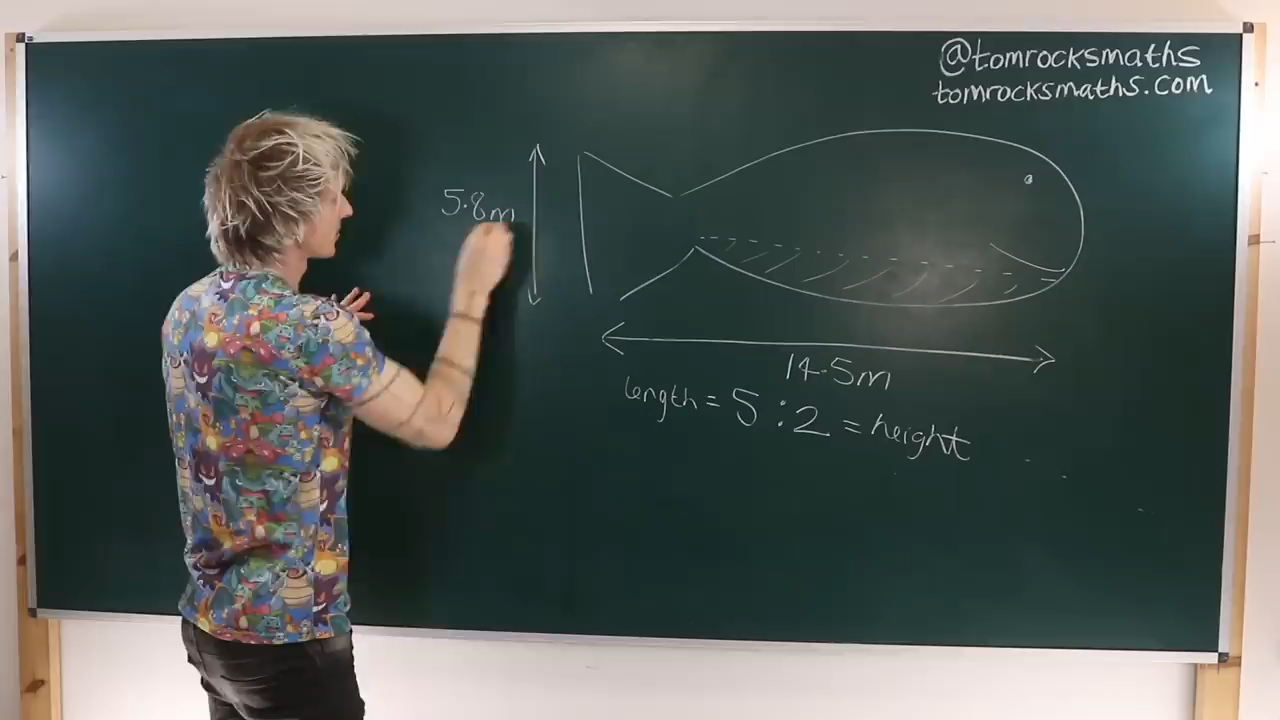 @tomrocksmaths
tomrocksmaths.com
5.8m
14.5m
length = 5 : 2 = height